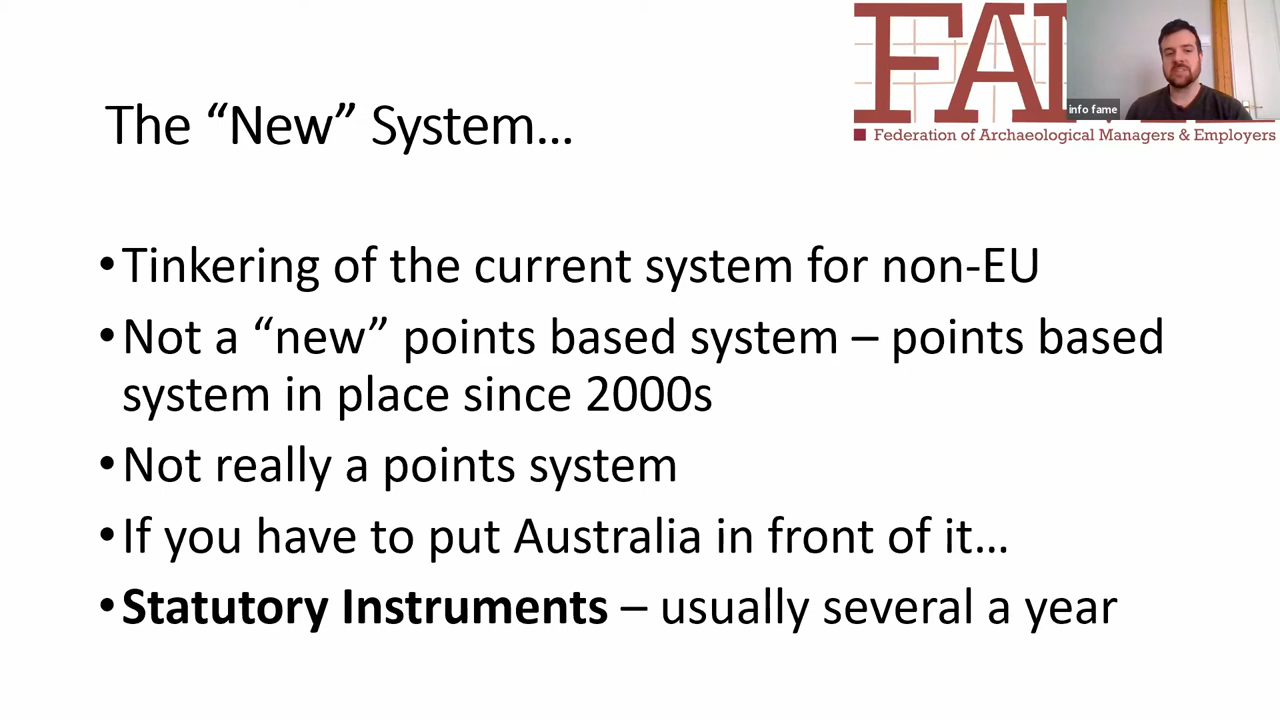 FA
info fame
Federation of Archaeological Managers & Employers
The “New” System...
•Tinkering of the current system for non-EU
•Not a “new” points based system – points based
system in place since 2000s
•Not really a points system
•If you have to put Australia in front of it...
•Statutory Instruments – usually several a year